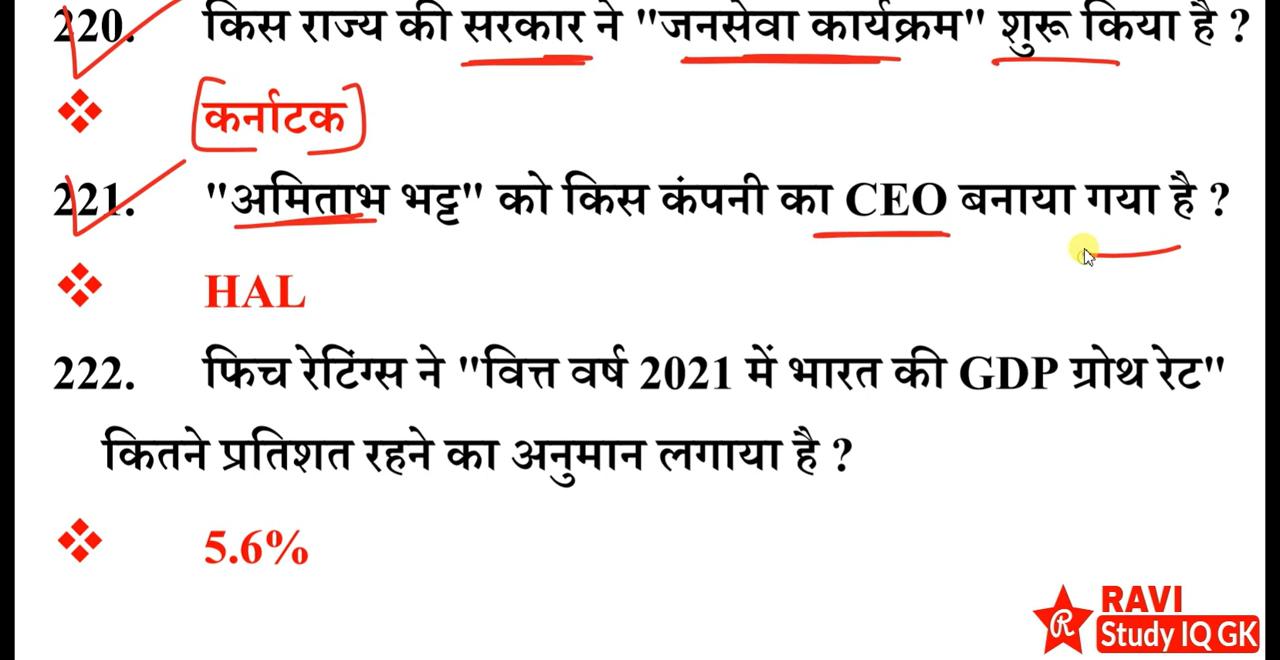 220. किस राज्य की सरकार ने "जनसेवा कार्यक्रम" शुरू किया है ?
कर्नाटक
221. "अमिताभ भट्ट" को किस कंपनी का CEO बनाया गया है ?
HAL
222. फिच रेटिंग्स ने "वित्त वर्ष 2021 में भारत की GDP ग्रोथ रेट"
कितने प्रतिशत रहने का अनुमान लगाया है ?
5.6%
R RAVI
Study IQ GK